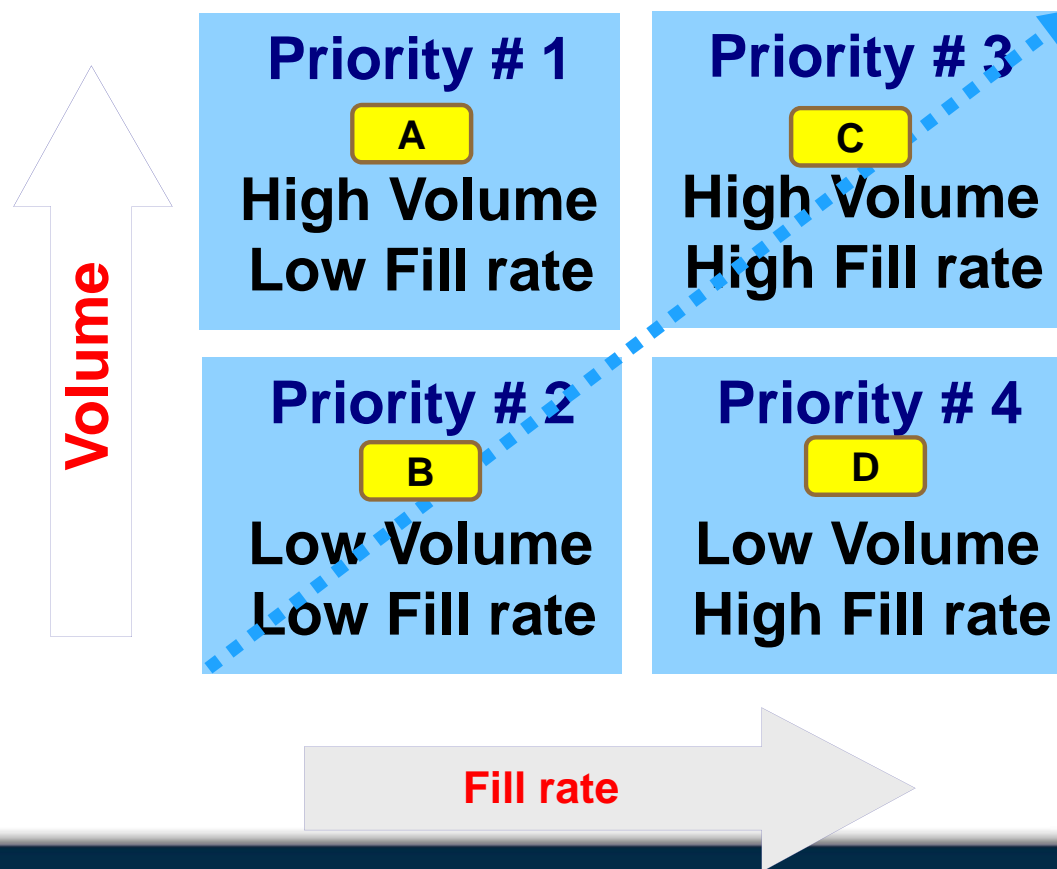 Volume
Priority # 1
A
High Volume
Low Fill rate
Priority # 3
C
High Volume
High Fill rate
Priority # 2
B
Low Volume
Low Fill rate
Priority # 4
D
Low Volume
High Fill rate
Fill rate